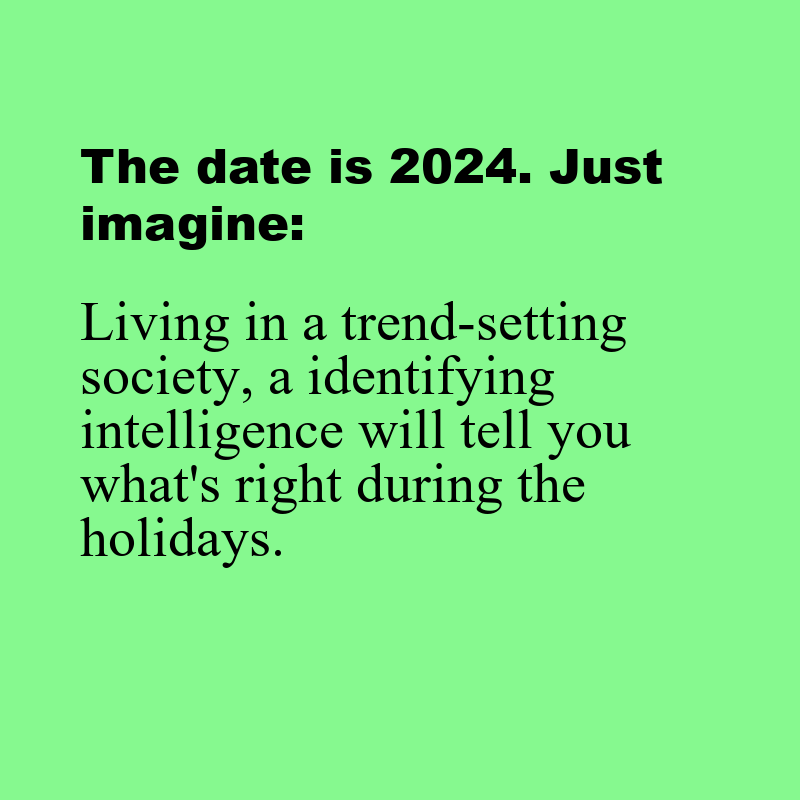 The date is 2024. Just
imagine:
Living in a trend-setting
society, a identifying
intelligence will tell you
what's right during the
holidays.